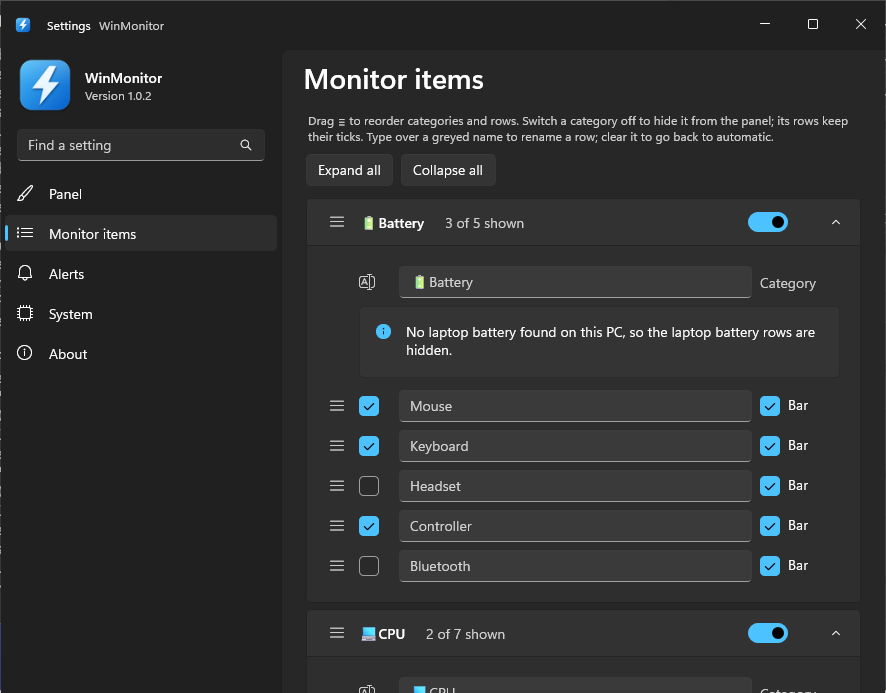 Settings WinMonitor
WinMonitor
Version 1.0.2
Find a setting
Panel
Monitor items
Alerts
System
About
Monitor items
Drag ≡ to reorder categories and rows. Switch a category off to hide it from the panel; its rows keep
their ticks. Type over a greyed name to rename a row; clear it to go back to automatic.
Expand all Collapse all
🔋 Battery 3 of 5 shown
🔋 Battery Category
No laptop battery found on this PC, so the laptop battery rows are
hidden.
Mouse Bar
Keyboard Bar
Headset Bar
Controller Bar
Bluetooth Bar
💻 CPU 2 of 7 shown
💻 CPU Category